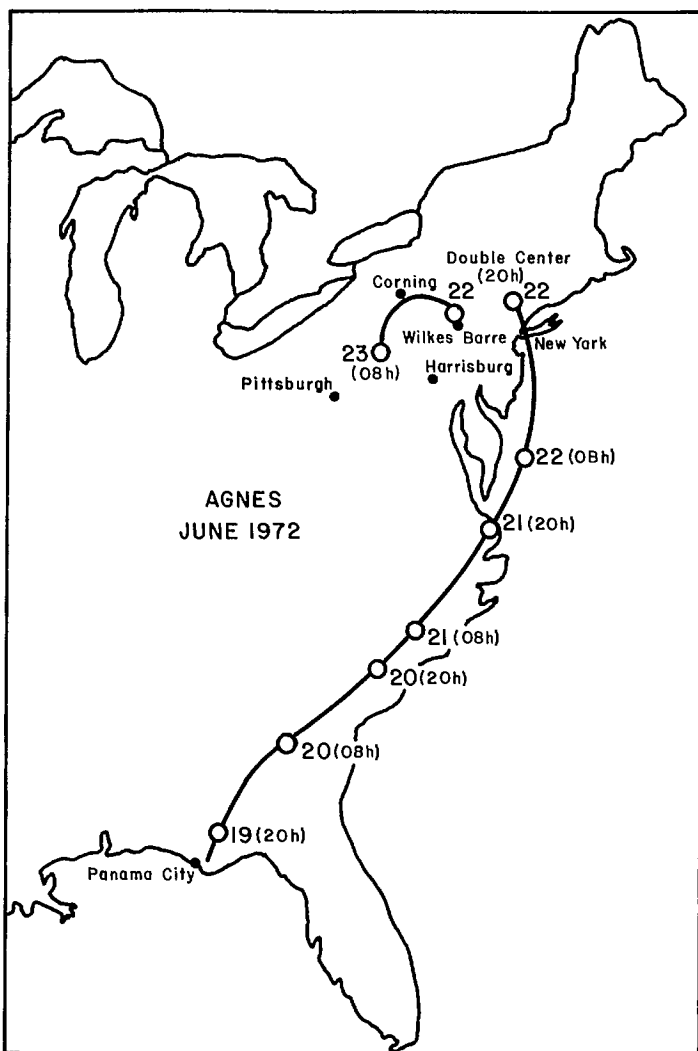 Double Center
(20h)
Corning
22
22
Wilkes Barre
New York
23
(08h)
Harrisburg
Pittsburgh
22 (08h)
AGNES
JUNE 1972
21 (20h)
21 (08h)
20 (20h)
20 (08h)
19 (20h)
Panama City